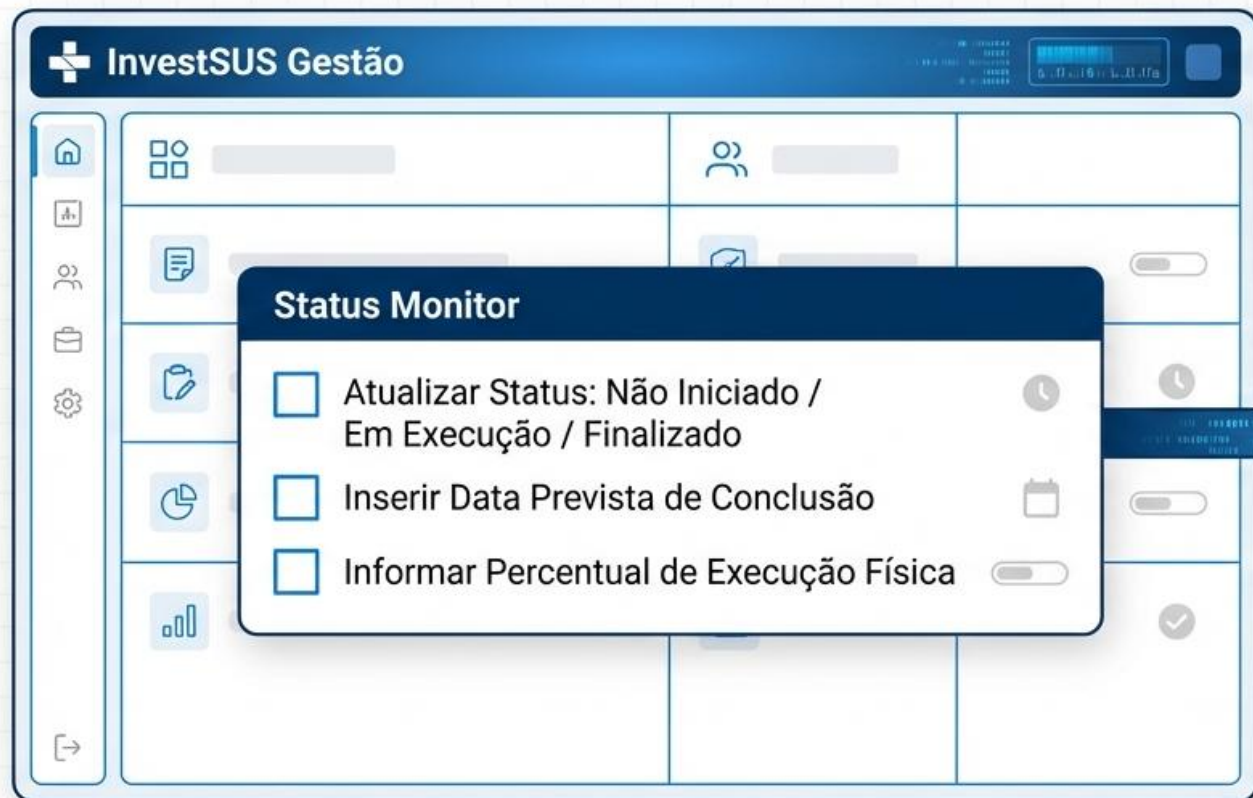 InvestSUS Gestão
Status Monitor
Atualizar Status: Não Iniciado /
Em Execução / Finalizado
Inserir Data Prevista de Conclusão
Informar Percentual de Execução Física